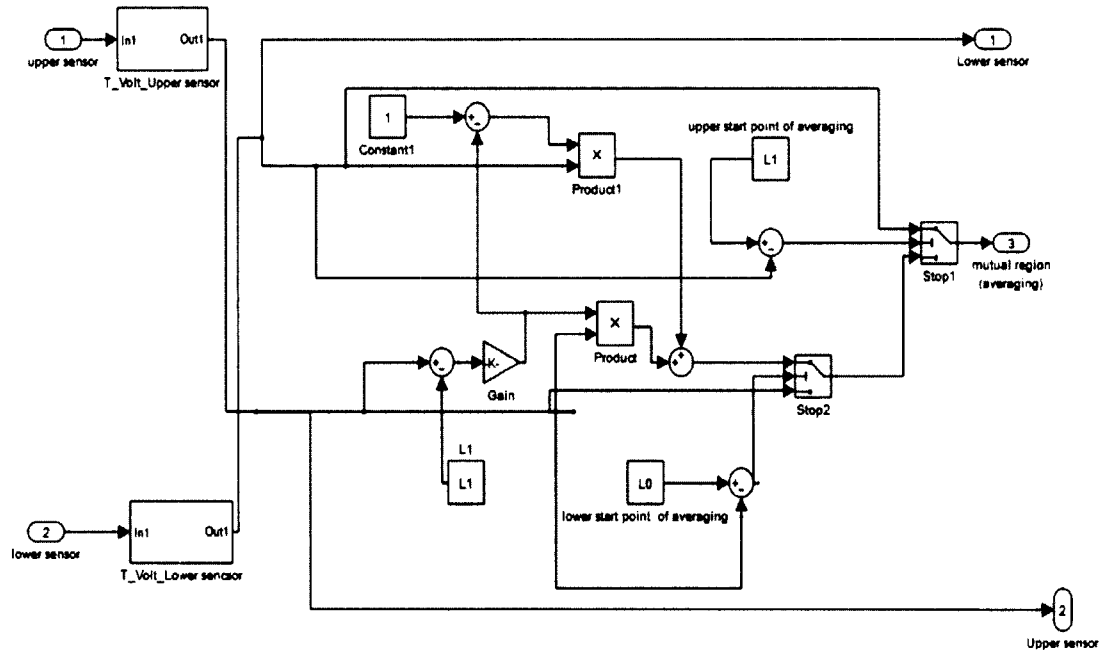 1
upper sensor
In1
Out1
T_Volt_Upper sensor
1
Lower sensor
1
Constant1
X
Product1
upper start point of averaging
L1
Stop1
3
mutual region
(averaging)
X
Product
-K-
Gain
Stop2
L1
L1
L0
lower start point of averaging
2
lower sensor
In1
Out1
T_Volt_Lower sencsor
2
Upper sensor